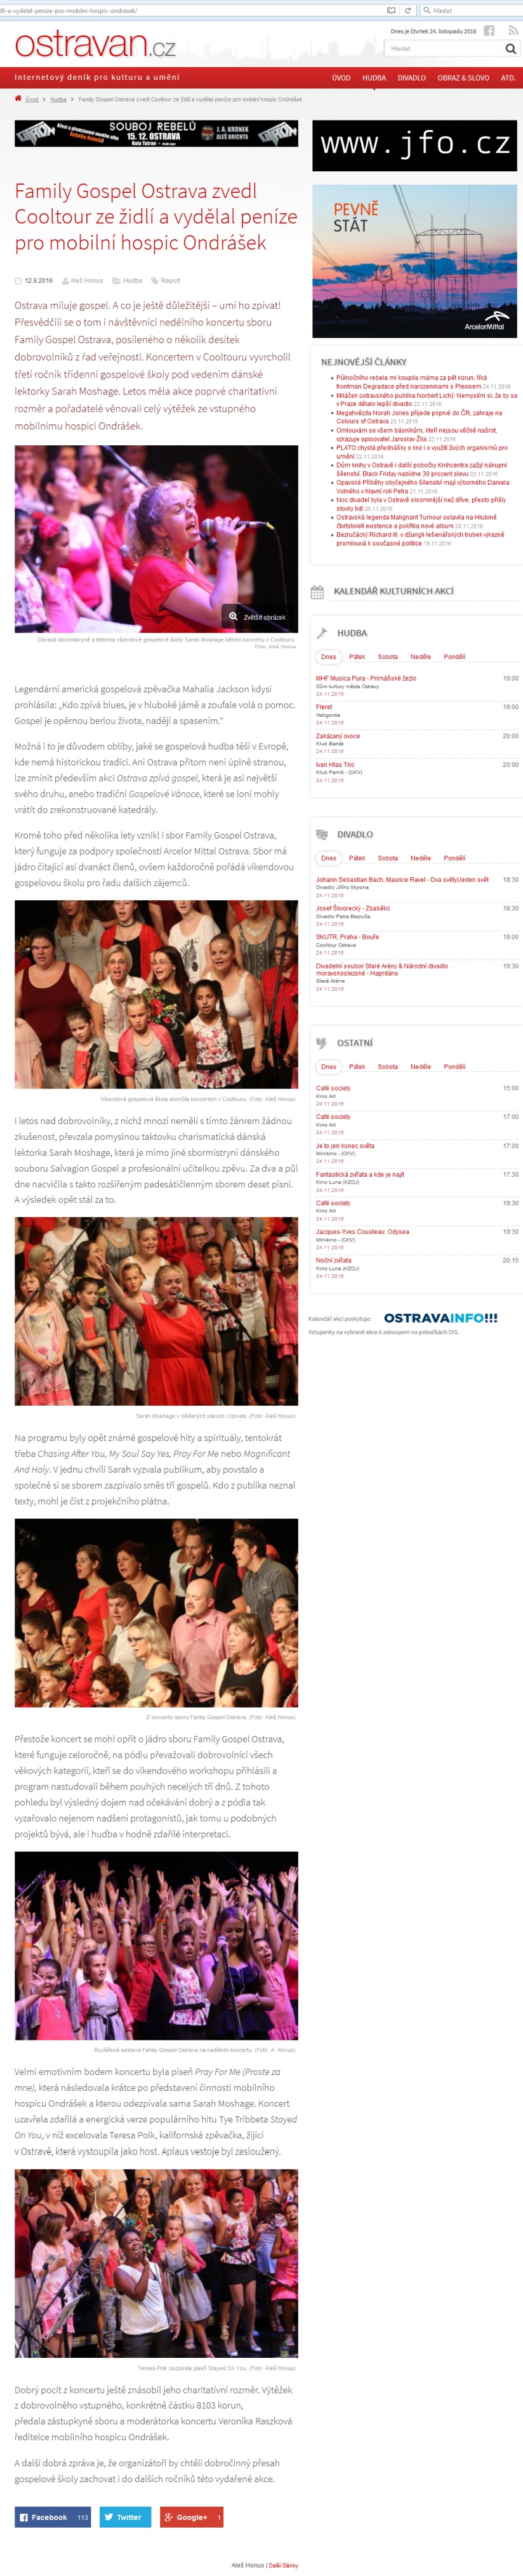 dli-a-vydelal-penize-pro-mobilni-hospic-ondrasek/
Hledat
Dnes je čtvrtek 24. listopadu 2016
ostravan.cz
Hledat
Internetový deník pro kulturu a umění
ÚVOD HUDBA DIVADLO OBRAZ & SLOVO ATD.
Úvod > Hudba > Family Gospel Ostrava zvedl Cooltour ze židlí a vydělal peníze pro mobilní hospic Ondrášek
SOUBOJ REBELŮ
15. 12. OSTRAVA
J. A. KRONEK
ALEŠ BRICHTA
www.jfo.cz
Family Gospel Ostrava zvedl
Cooltour ze židlí a vydělal peníze
pro mobilní hospic Ondrášek
12.9.2016 Aleš Honus Hudba Report
Ostrava miluje gospel. A co je ještě důležitější – umí ho zpívat!
Přesvědčili se o tom i návštěvníci nedělního koncertu sboru
Family Gospel Ostrava, posíleného o několik desítek
dobrovolníků z řad veřejnosti. Koncertem v Cooltouru vyvrcholil
třetí ročník třídenní gospelové školy pod vedením dánské
lektorky Sarah Moshage. Letos měla akce poprvé charitativní
rozměr a pořadatelé věnovali celý výtěžek ze vstupného
mobilnímu hospici Ondrášek.
Zvětšit obrázek
Dánská sbormistryně a lektorka víkendové gospelové školy Sarah Moshage během koncertu v Cooltouru.
Foto: Aleš Honus
Legendární americká gospelová zpěvačka Mahalia Jackson kdysi
prohlásila: „Kdo zpívá blues, je v hluboké jámě a zoufale volá o pomoc.
Gospel je opěrnou berlou života, nadějí a spasením.“
Možná i to je důvodem obliby, jaké se gospelová hudba těší v Evropě,
kde nemá historickou tradici. Ani Ostrava přitom není úplně stranou,
lze zmínit především akci Ostrava zpívá gospel, která je asi největší
svého druhu, anebo tradiční Gospelové Vánoce, které se loni mohly
vrátit do zrekonstruované katedrály.
Kromě toho před několika lety vznikl i sbor Family Gospel Ostrava,
který funguje za podpory společnosti Arcelor Mittal Ostrava. Sbor má
jádro čítající asi dvanáct členů, ovšem každoročně pořádá víkendovou
gospelovou školu pro řadu dalších zájemců.
Víkendová gospelová škola skončila koncertem v Cooltouru. (Foto: Aleš Honus)
I letos nad dobrovolníky, z nichž mnozí neměli s tímto žánrem žádnou
zkušenost, převzala pomyslnou taktovku charismatická dánská
lektorka Sarah Moshage, která je mimo jiné sbormistryní dánského
souboru Salvagion Gospel a profesionální učitelkou zpěvu. Za dva a půl
dne nacvičila s takto rozšířeným padesátičlenným sborem deset písní.
A výsledek opět stál za to.
Sarah Moshage v některých písních i zpívala. (Foto: Aleš Honus)
Na programu byly opět známé gospelové hity a spirituály, tentokrát
třeba Chasing After You, My Soul Say Yes, Pray For Me nebo Magnificant
And Holy. V jednu chvíli Sarah vyzvala publikum, aby povstalo a
společně si se sborem zazpívalo směs tří gospelů. Kdo z publika neznal
texty, mohl je číst z projekčního plátna.
Z koncertu sboru Family Gospel Ostrava. (Foto: Aleš Honus)
Přestože koncert se mohl opřít o jádro sboru Family Gospel Ostrava,
které funguje celoročně, na pódiu převažovali dobrovolníci všech
věkových kategorií, kteří se do víkendového workshopu přihlásili a
program nastudovali během pouhých necelých tří dnů. Z tohoto
pohledu byl výsledný dojem nad očekávání dobrý a z pódia tak
vyzařovalo nejenom nadšení protagonistů, jak tomu u podobných
projektů bývá, ale i hudba v hodně zdařilé interpretaci.
Rozšířená sestava Family Gospel Ostrava na nedělním koncertu. (Foto: A. Honus)
Velmi emotivním bodem koncertu byla píseň Pray For Me (Proste za
mne), která následovala krátce po představení činnosti mobilního
hospicu Ondrášek a kterou odezpívala sama Sarah Moshage. Koncert
uzavřela zdařilá a energická verze populárního hitu Tye Tribbeta Stayed
On You, v níž excelovala Teresa Polk, kalifornská zpěvačka, žijící
v Ostravě, která vystoupila jako host. Aplaus vestoje byl zasloužený.
Teresa Polk zazpívala píseň Stayed On You. (Foto: Aleš Honus)
Dobrý pocit z koncertu ještě znásobil jeho charitativní rozměr. Výtěžek
z dobrovolného vstupného, konkrétně částku 8103 korun,
předala zástupkyně sboru a moderátorka koncertu Veronika Raszková
ředitelce mobilního hospicu Ondrášek.
A další dobrá zpráva je, že organizátoři by chtěli dobročinný přesah
gospelové školy zachovat i do dalších ročníků této vydařené akce.
Facebook 113 Twitter Google+ 1
Aleš Honus | Další články
PEVNĚ
STÁT
ArcelorMittal
NEJNOVĚJŠÍ ČLÁNKY
Půlnočního rebela mi koupila máma za pět korun, říká
frontman Degradace před narozeninami s Plexisem 24.11.2016
Miláček ostravského publika Norbert Lichý: Nemyslím si, že by se
v Praze dělalo lepší divadlo 23.11.2016
Megahvězda Norah Jones přijede poprvé do ČR, zahraje na
Colours of Ostrava 23.11.2016
Omlouvám se všem básníkům, kteří nejsou věčně naštrot,
vzkazuje spisovatel Jaroslav Žila 22.11.2016
PLATO chystá přednášky o krvi i o využití živých organismů pro
umění 22.11.2016
Dům knihy v Ostravě i další pobočky Knihcentra zažijí nákupní
šílenství. Black Friday nabídne 30 procent slevu 22.11.2016
Opavské Příběhy obyčejného šílenství mají výborného Daniela
Volného v hlavní roli Petra 21.11.2016
Noc divadel byla v Ostravě skromnější než dříve, přesto přišly
stovky lidí 20.11.2016
Ostravská legenda Malignant Tumour oslavila na Hlubině
čtvrtstoletí existence a pokřtila nové album 20.11.2016
Bezručácký Richard III. v džungli lešenářských trubek výrazně
promlouvá k současné politice 19.11.2016
KALENDÁŘ KULTURNÍCH AKCÍ
HUDBA
Dnes Pátek Sobota Neděle Pondělí
MHF Musica Pura - Primášské žezlo 19:00
Dům kultury města Ostravy
24.11.2016
Fleret 19:00
Heligonka
24.11.2016
Zakázaný ovoce 20:00
Klub Barrák
24.11.2016
Ivan Hlas Trio 20:00
Klub Parník - (CKV)
24.11.2016
DIVADLO
Dnes Pátek Sobota Neděle Pondělí
Johann Sebastian Bach, Maurice Ravel - Dva světy/Jeden svět 18:30
Divadlo Jiřího Myrona
24.11.2016
Josef Škvorecký - Zbabělci 18:30
Divadlo Petra Bezruče
24.11.2016
SKUTR, Praha - Bouře 19:00
Cooltour Ostrava
24.11.2016
Divadelní soubor Staré Arény & Národní divadlo 19:30
moravskoslezské - Haprdáns
Stará Aréna
24.11.2016
OSTATNÍ
Dnes Pátek Sobota Neděle Pondělí
Café society 15:00
Kino Art
24.11.2016
Café society 17:00
Kino Art
24.11.2016
Je to jen konec světa 17:00
Minikino - (CKV)
24.11.2016
Fantastická zvířata a kde je najít 17:30
Kino Luna (KZOJ)
24.11.2016
Café society 19:30
Kino Art
24.11.2016
Jacques-Yves Cousteau: Odysea 19:30
Minikino - (CKV)
24.11.2016
Noční zvířata 20:15
Kino Luna (KZOJ)
24.11.2016
Kalendář akcí poskytuje: OSTRAVAINFO!!!
Vstupenky na vybrané akce k zakoupení na pobočkách OIS.